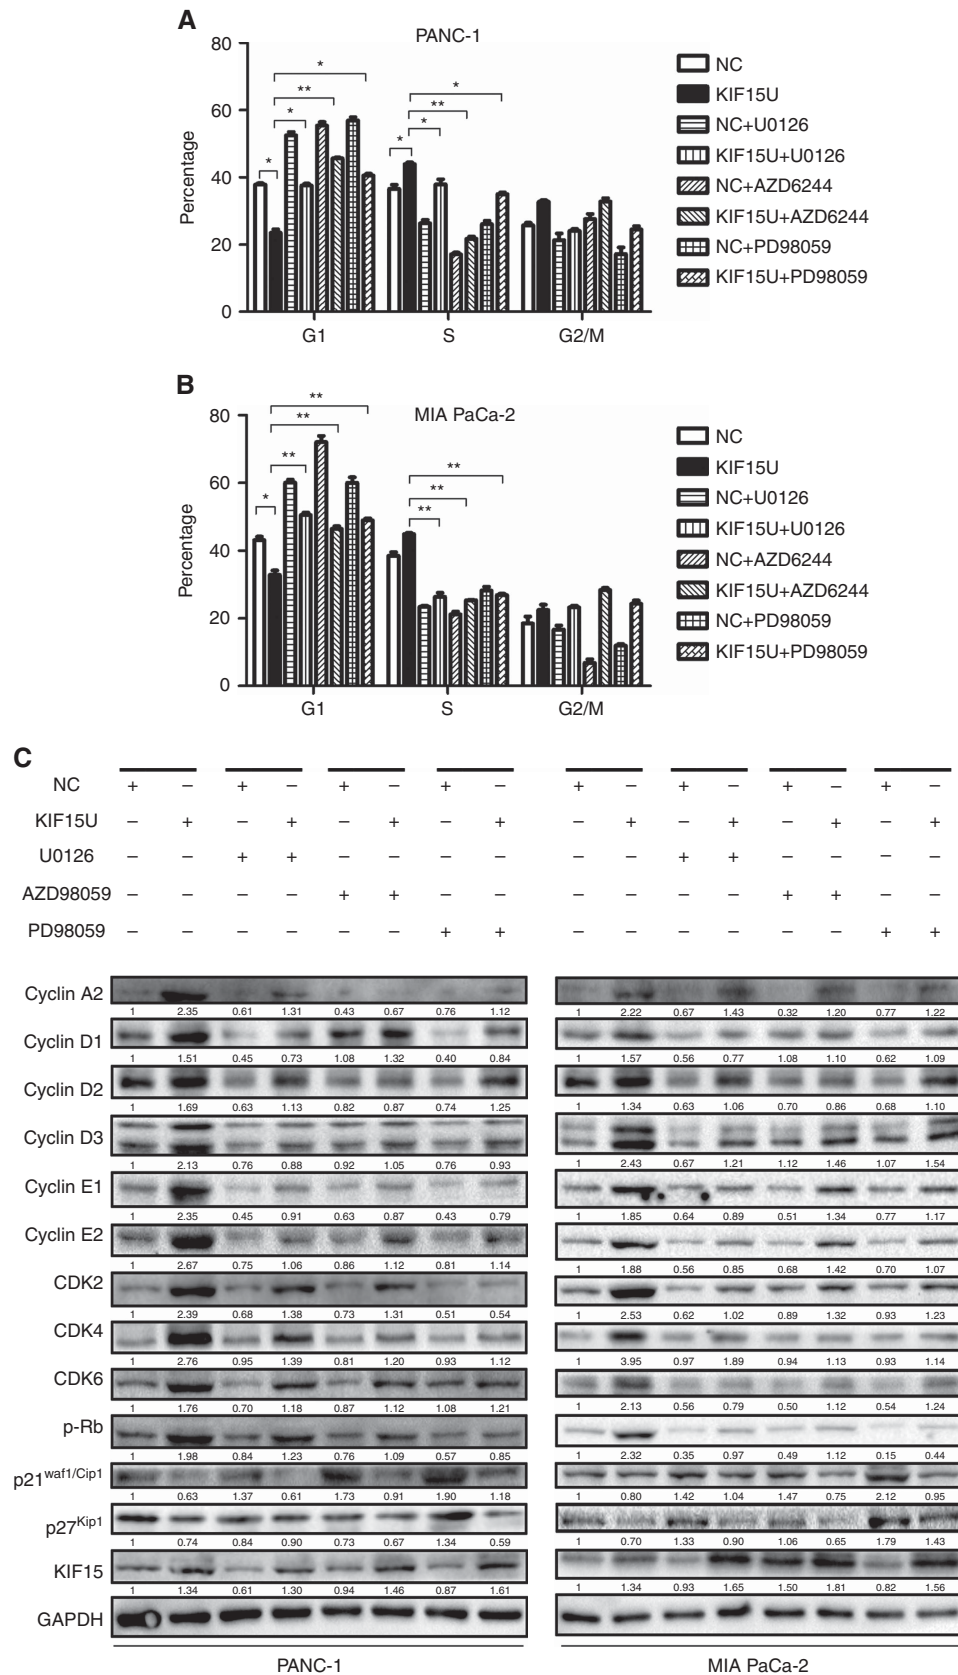 A
PANC-1
80
60
40
20
0
Percentage
* ** * *
* ** * *
G1 S G2/M
NC
KIF15U
NC+U0126
KIF15U+U0126
NC+AZD6244
KIF15U+AZD6244
NC+PD98059
KIF15U+PD98059
B
MIA PaCa-2
80
60
40
20
0
Percentage
** ** ** *
** ** **
G1 S G2/M
NC
KIF15U
NC+U0126
KIF15U+U0126
NC+AZD6244
KIF15U+AZD6244
NC+PD98059
KIF15U+PD98059
C
NC + – + – + – + – + – + – + – + –
KIF15U – + – + – + – + – + – + – + – +
U0126 – – + + – – – – – – + + – – – –
AZD98059 – – – – + + – – – – – – + + – –
PD98059 – – – – – – + + – – – – – – + +
Cyclin A2
1 2.35 0.61 1.31 0.43 0.67 0.76 1.12 1 2.22 0.67 1.43 0.32 1.20 0.77 1.22
Cyclin D1
1 1.51 0.45 0.73 1.08 1.32 0.40 0.84 1 1.57 0.56 0.77 1.08 1.10 0.62 1.09
Cyclin D2
1 1.69 0.63 1.13 0.82 0.87 0.74 1.25 1 1.34 0.63 1.06 0.70 0.86 0.68 1.10
Cyclin D3
1 2.13 0.76 0.88 0.92 1.05 0.76 0.93 1 2.43 0.67 1.21 1.12 1.46 1.07 1.54
Cyclin E1
1 2.35 0.45 0.91 0.63 0.87 0.43 0.79 1 1.85 0.64 0.89 0.51 1.34 0.77 1.17
Cyclin E2
1 2.67 0.75 1.06 0.86 1.12 0.81 1.14 1 1.88 0.56 0.85 0.68 1.42 0.70 1.07
CDK2
1 2.39 0.68 1.38 0.73 1.31 0.51 0.54 1 2.53 0.62 1.02 0.89 1.32 0.93 1.23
CDK4
1 2.76 0.95 1.39 0.81 1.20 0.93 1.12 1 3.95 0.97 1.89 0.94 1.13 0.93 1.14
CDK6
1 1.76 0.70 1.18 0.87 1.12 1.08 1.21 1 2.13 0.56 0.79 0.50 1.12 0.54 1.24
p-Rb
1 1.98 0.84 1.23 0.76 1.09 0.57 0.85 1 2.32 0.35 0.97 0.49 1.12 0.15 0.44
p21waf1/Cip1
1 0.63 1.37 0.61 1.73 0.91 1.90 1.18 1 0.80 1.42 1.04 1.47 0.75 2.12 0.95
p27Kip1
1 0.74 0.84 0.90 0.73 0.67 1.34 0.59 1 0.70 1.33 0.90 1.06 0.65 1.79 1.43
KIF15
1 1.34 0.61 1.30 0.94 1.46 0.87 1.61 1 1.34 0.93 1.65 1.50 1.81 0.82 1.56
GAPDH
PANC-1 MIA PaCa-2